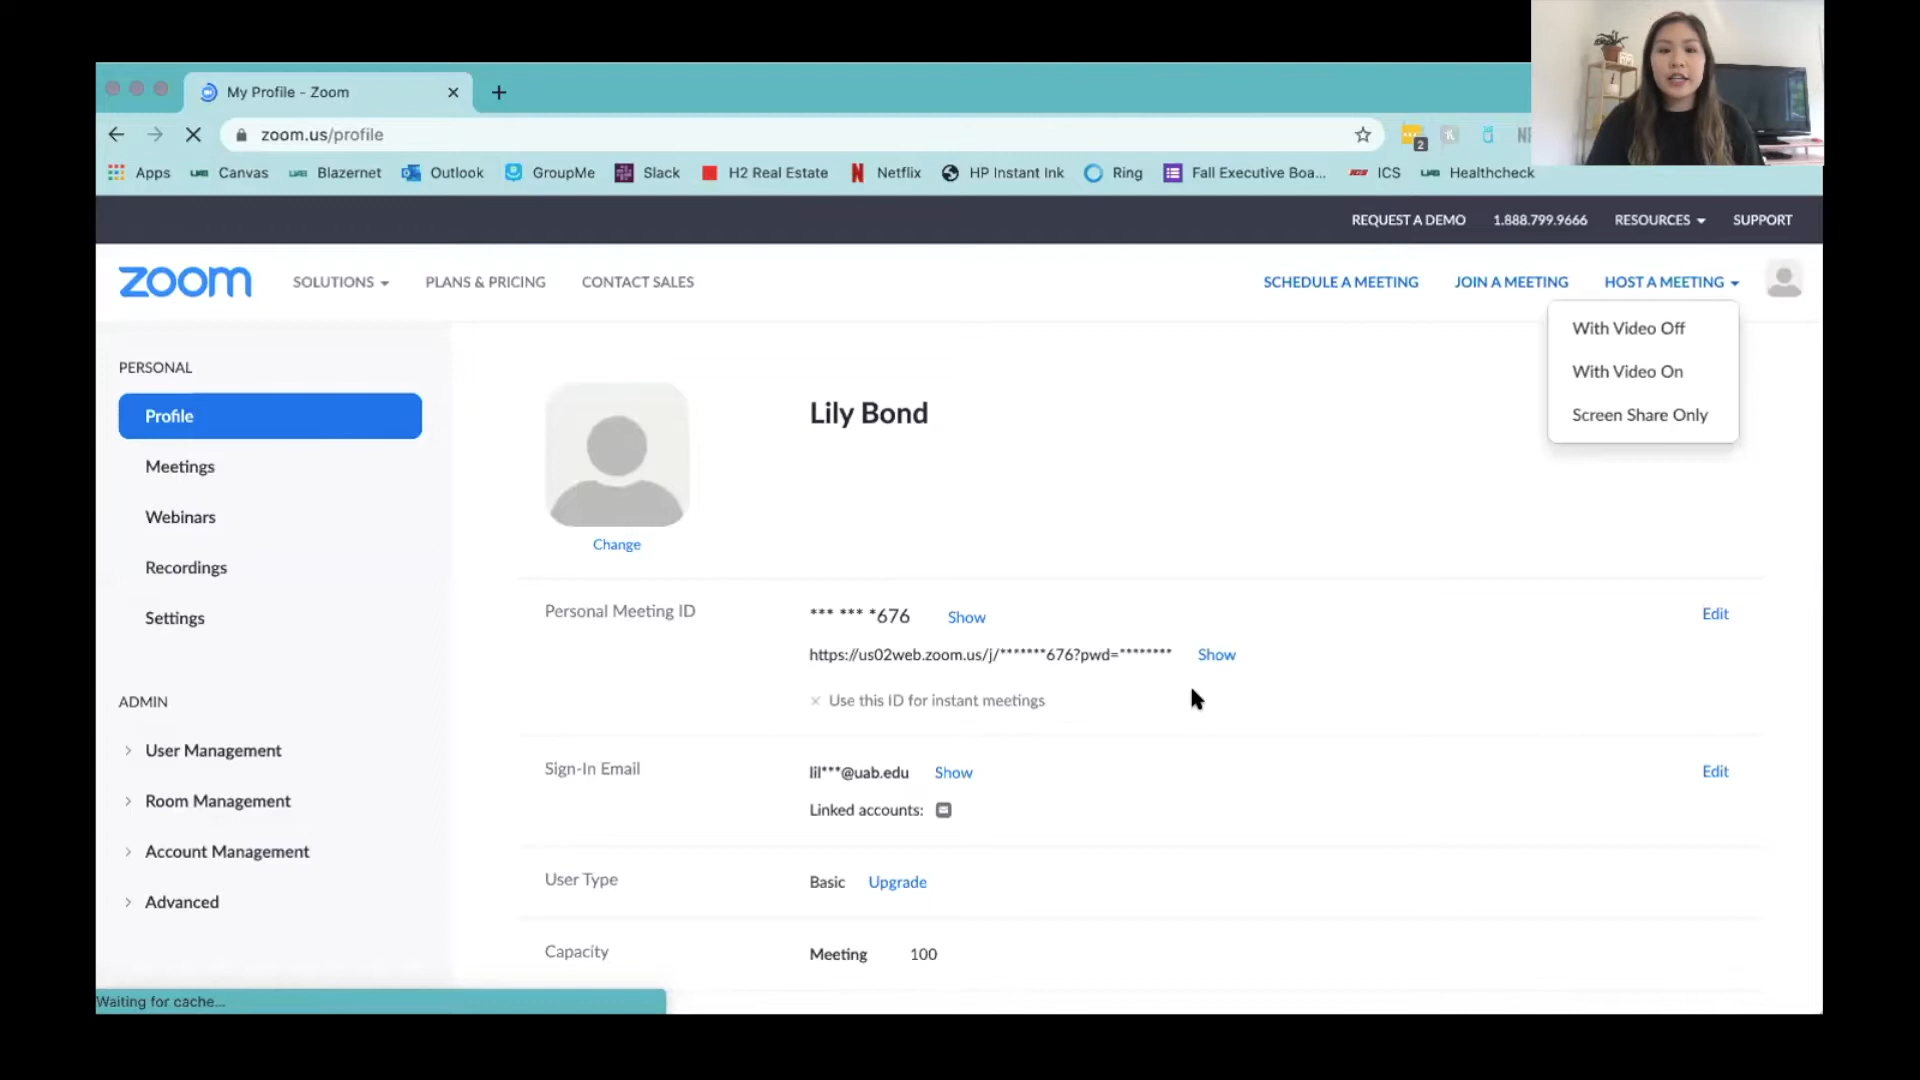 My Profile - Zoom
zoom.us/profile
2
Apps Canvas Blazernet Outlook GroupMe Slack H2 Real Estate Netflix HP Instant Ink Ring Fall Executive Boa... ICS Healthcheck
REQUEST A DEMO 1.888.799.9666 RESOURCES SUPPORT
zoom SOLUTIONS PLANS & PRICING CONTACT SALES SCHEDULE A MEETING JOIN A MEETING HOST A MEETING
With Video Off
With Video On
Screen Share Only
PERSONAL
Profile
Meetings
Webinars
Recordings
Settings
ADMIN
User Management
Room Management
Account Management
Advanced
Lily Bond
Change
Personal Meeting ID *** *** *676 Show Edit
https://us02web.zoom.us/j/*******676?pwd=******** Show
× Use this ID for instant meetings
Sign-In Email lil***@uab.edu Show Edit
Linked accounts:
User Type Basic Upgrade
Capacity Meeting 100
Waiting for cache...